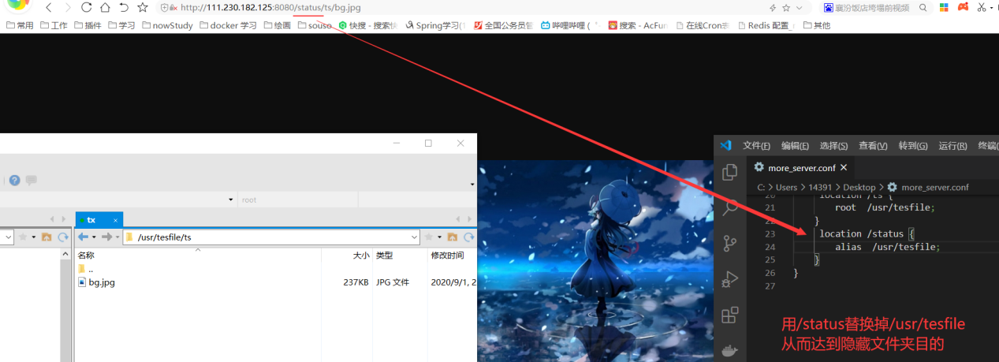 http://111.230.182.125:8080/status/ts/bg.jpg
襄汾饭店垮塌前视频
常用 工作 插件 学习 nowStudy docker 学习 绘画 souso 快搜 - 搜索快 Spring学习(1 全国公务员管 哔哩哔哩 ( ゜- 搜索 - AcFun 在线Cron表 Redis 配置_ 其他
root
tx
/usr/tesfile/ts
名称 大小 类型 修改时间
..
bg.jpg 237KB JPG 文件 2020/9/1, 2
文件(F) 编辑(E) 选择(S) 查看(V) 转到(G) 运行(R) 终端(
more_server.conf
C: > Users > 14391 > Desktop > more_server.conf
20 location /ts {
21 root /usr/tesfile;
22 }
23 location /status {
24 alias /usr/tesfile;
25 }
26 }
27
用/status替换掉/usr/tesfile
从而达到隐藏文件夹目的